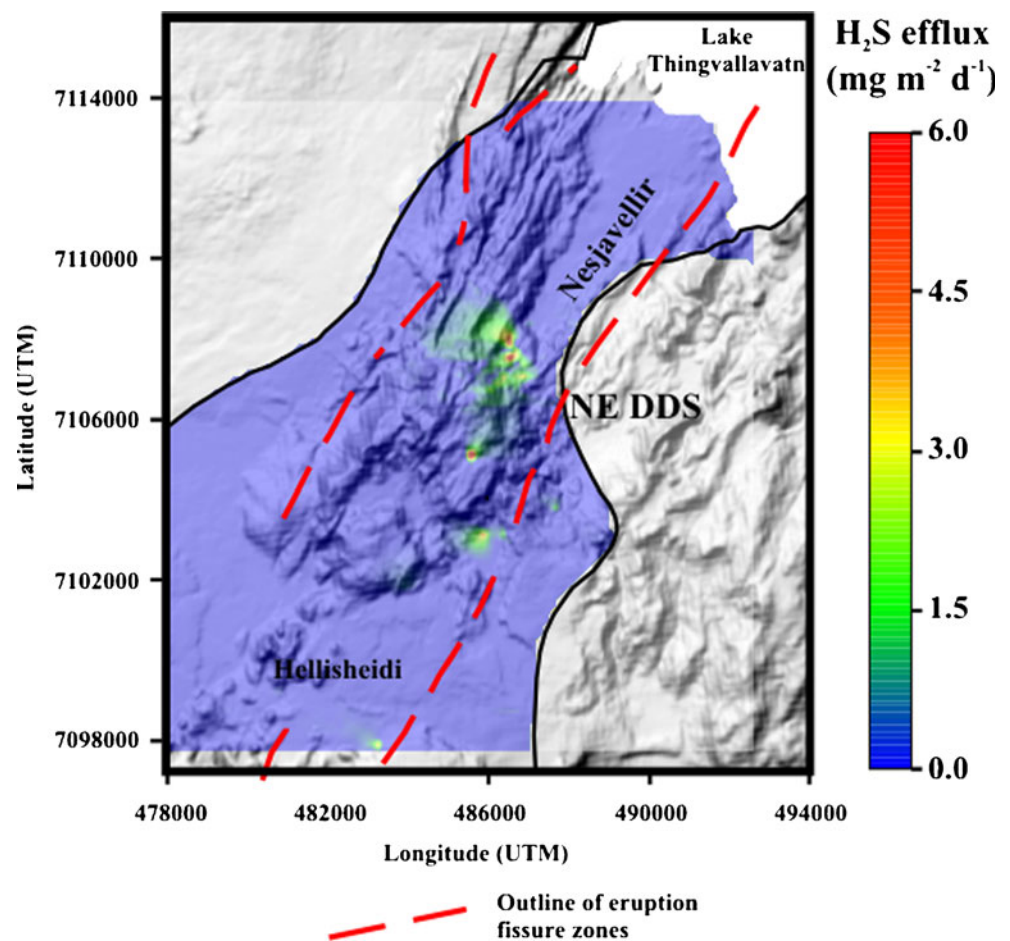 Lake
Thingvallavatn
H₂S efflux
(mg m⁻² d⁻¹)
6.0
4.5
3.0
1.5
0.0
Latitude (UTM)
7114000
7110000
7106000
7102000
7098000
Nesjavellir
NE DDS
Hellisheidi
478000
482000
486000
490000
494000
Longitude (UTM)
Outline of eruption
fissure zones